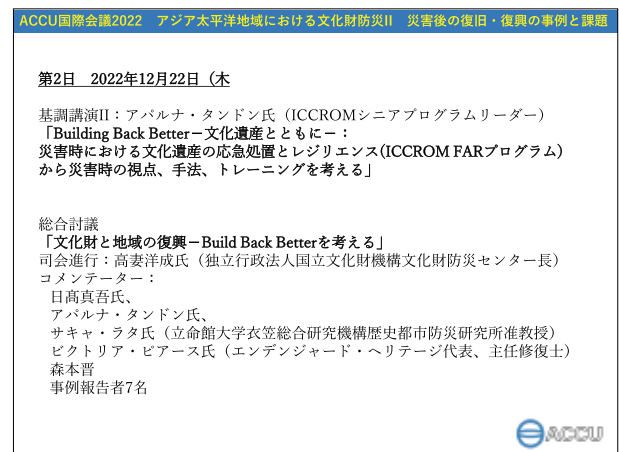 ACCU国際会議2022　アジア太平洋地域における文化財防災II　災害後の復旧・復興の事例と課題
第2日　2022年12月22日（木
基調講演II：アパルナ・タンドン氏（ICCROMシニアプログラムリーダー）
「Building Back Better－文化遺産とともに－：
災害時における文化遺産の応急処置とレジリエンス(ICCROM FARプログラム)
から災害時の視点、手法、トレーニングを考える」
総合討議
「文化財と地域の復興－Build Back Betterを考える」
司会進行：高妻洋成氏（独立行政法人国立文化財機構文化財防災センター長）
コメンテーター：
日髙真吾氏、
アパルナ・タンドン氏、
サキャ・ラタ氏（立命館大学衣笠総合研究機構歴史都市防災研究所准教授）
ビクトリア・ピアース氏（エンデンジャード・ヘリテージ代表、主任修復士）
森本晋
事例報告者7名
ACCU